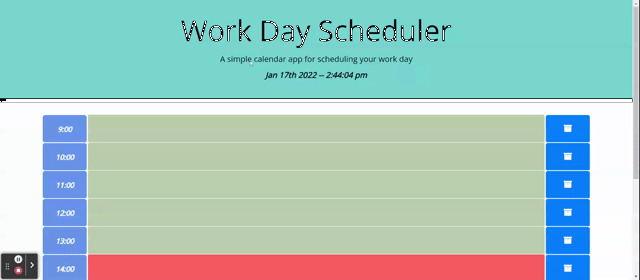 Work Day Scheduler
A simple calendar app for scheduling your work day
Jan 17th 2022 -- 2:44:04 pm
9:00
10:00
11:00
12:00
13:00
14:00